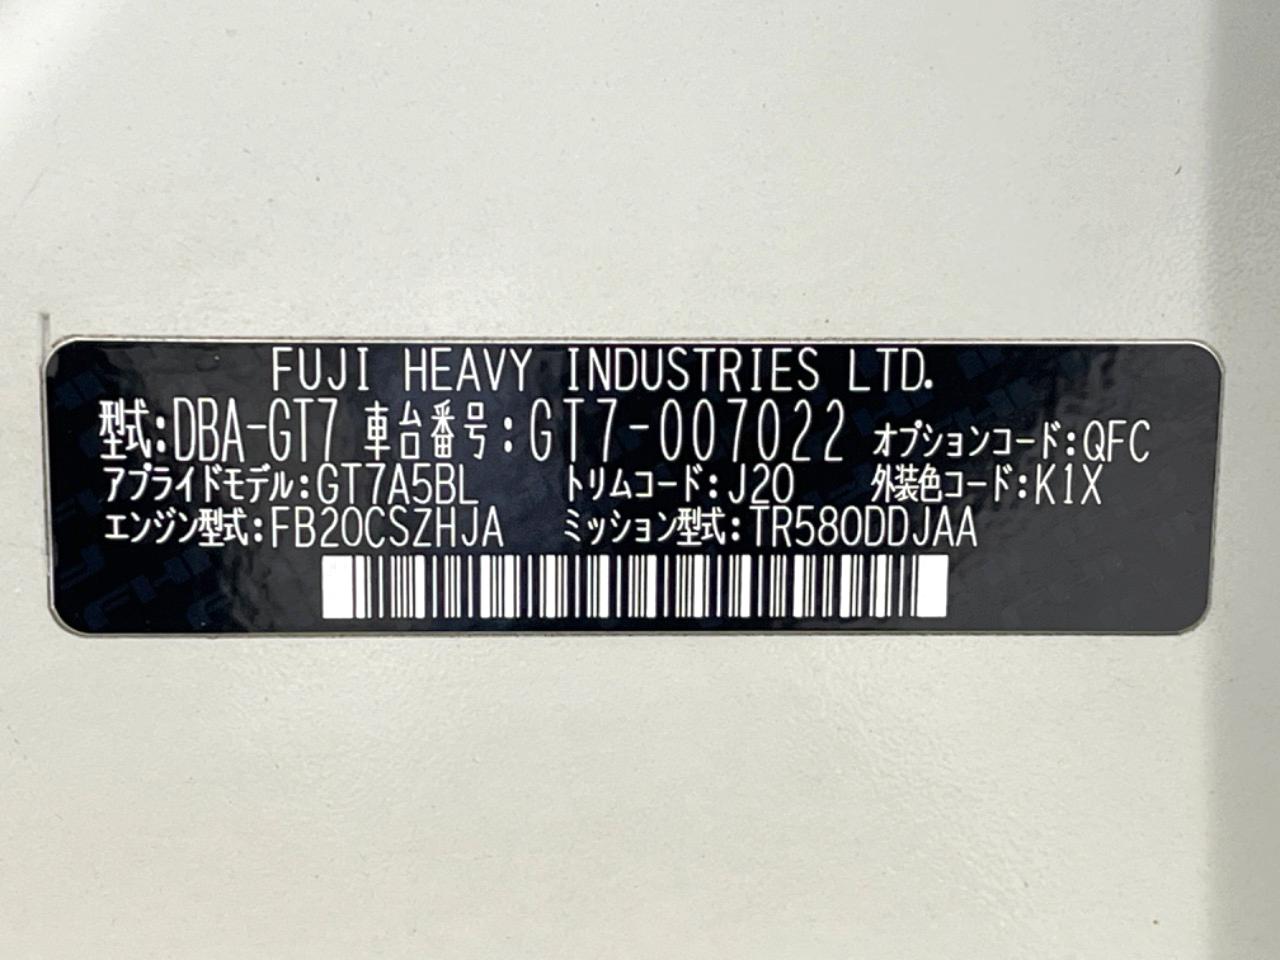 FUJI HEAVY INDUSTRIES LTD.
型式:DBA-GT7 車台番号:GT7-007022 オプションコード:QFC
アプライドモデル:GT7A5BL トリムコード:J20 外装色コード:K1X
エンジン型式:FB20CSZHJA ミッション型式:TR580DDJAA